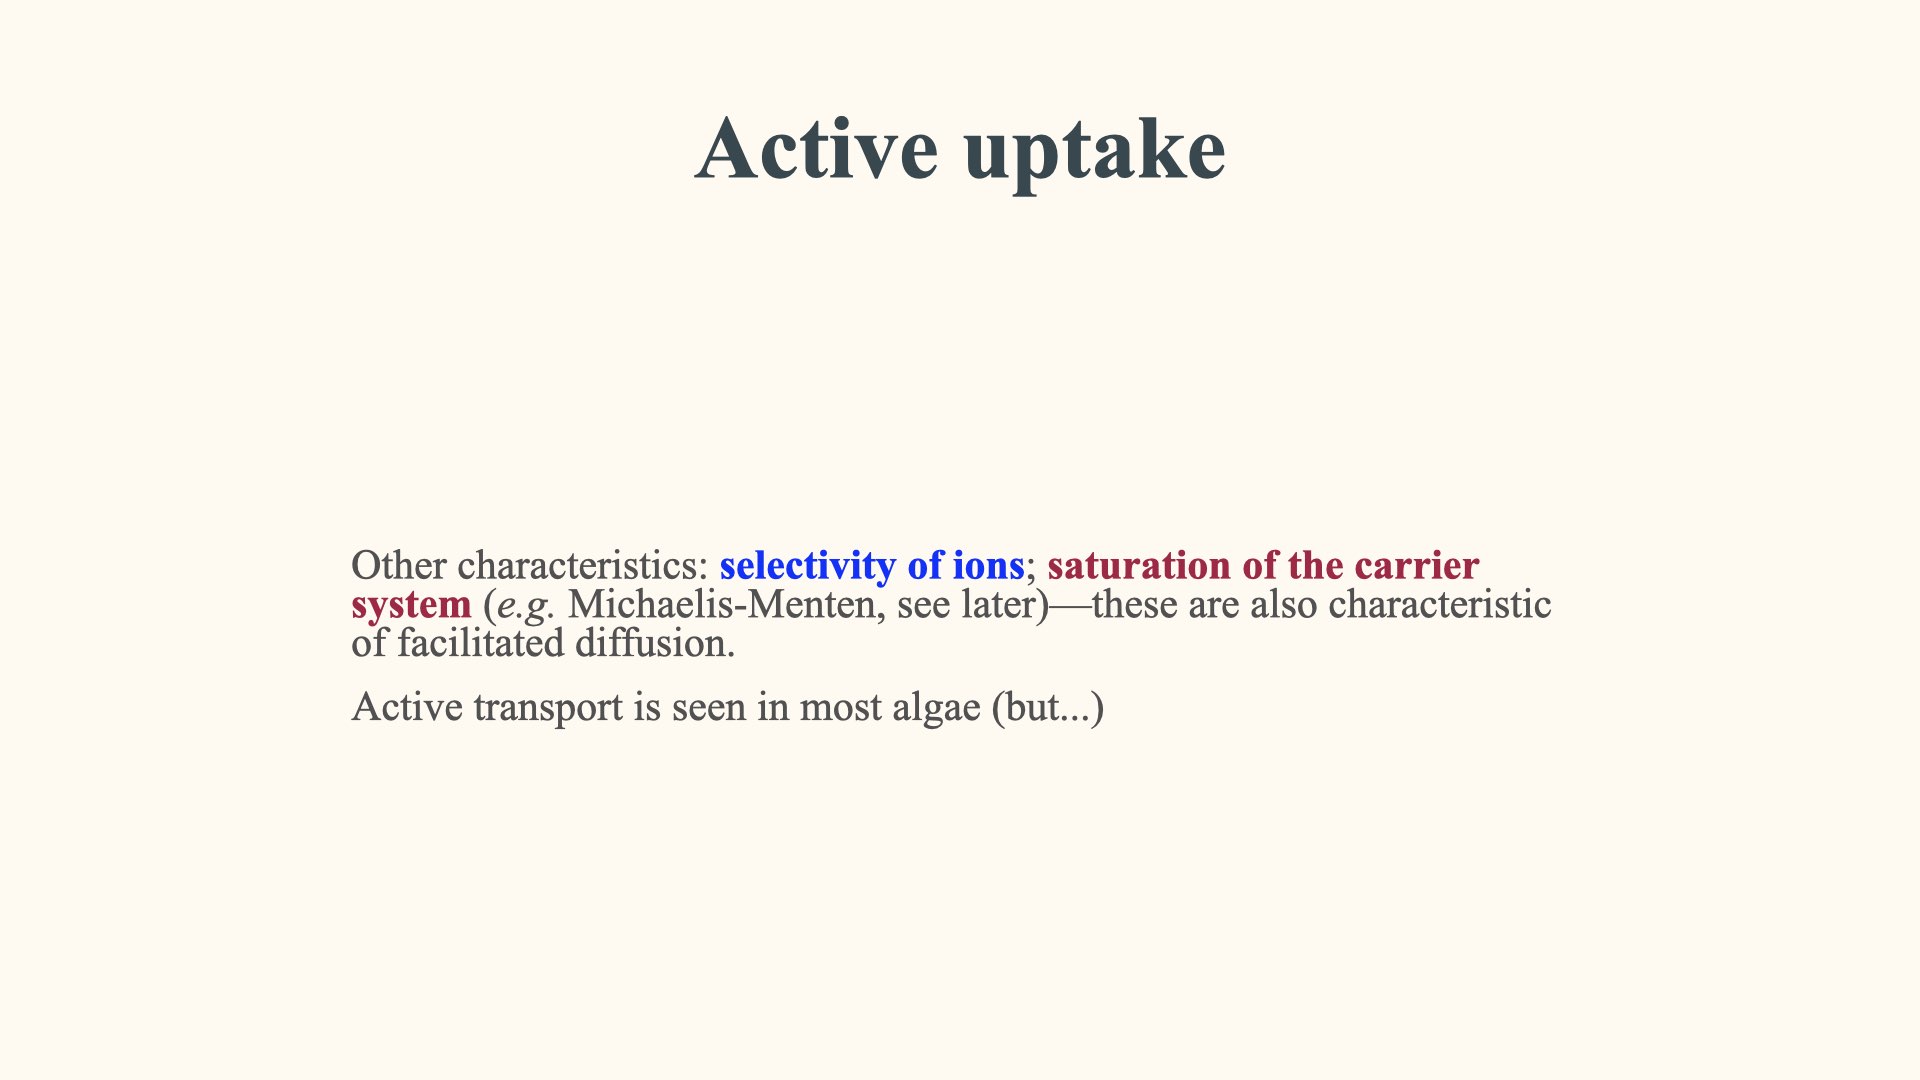 Active uptake
Other characteristics: selectivity of ions; saturation of the carrier
system (e.g. Michaelis-Menten, see later)—these are also characteristic
of facilitated diffusion.
Active transport is seen in most algae (but...)